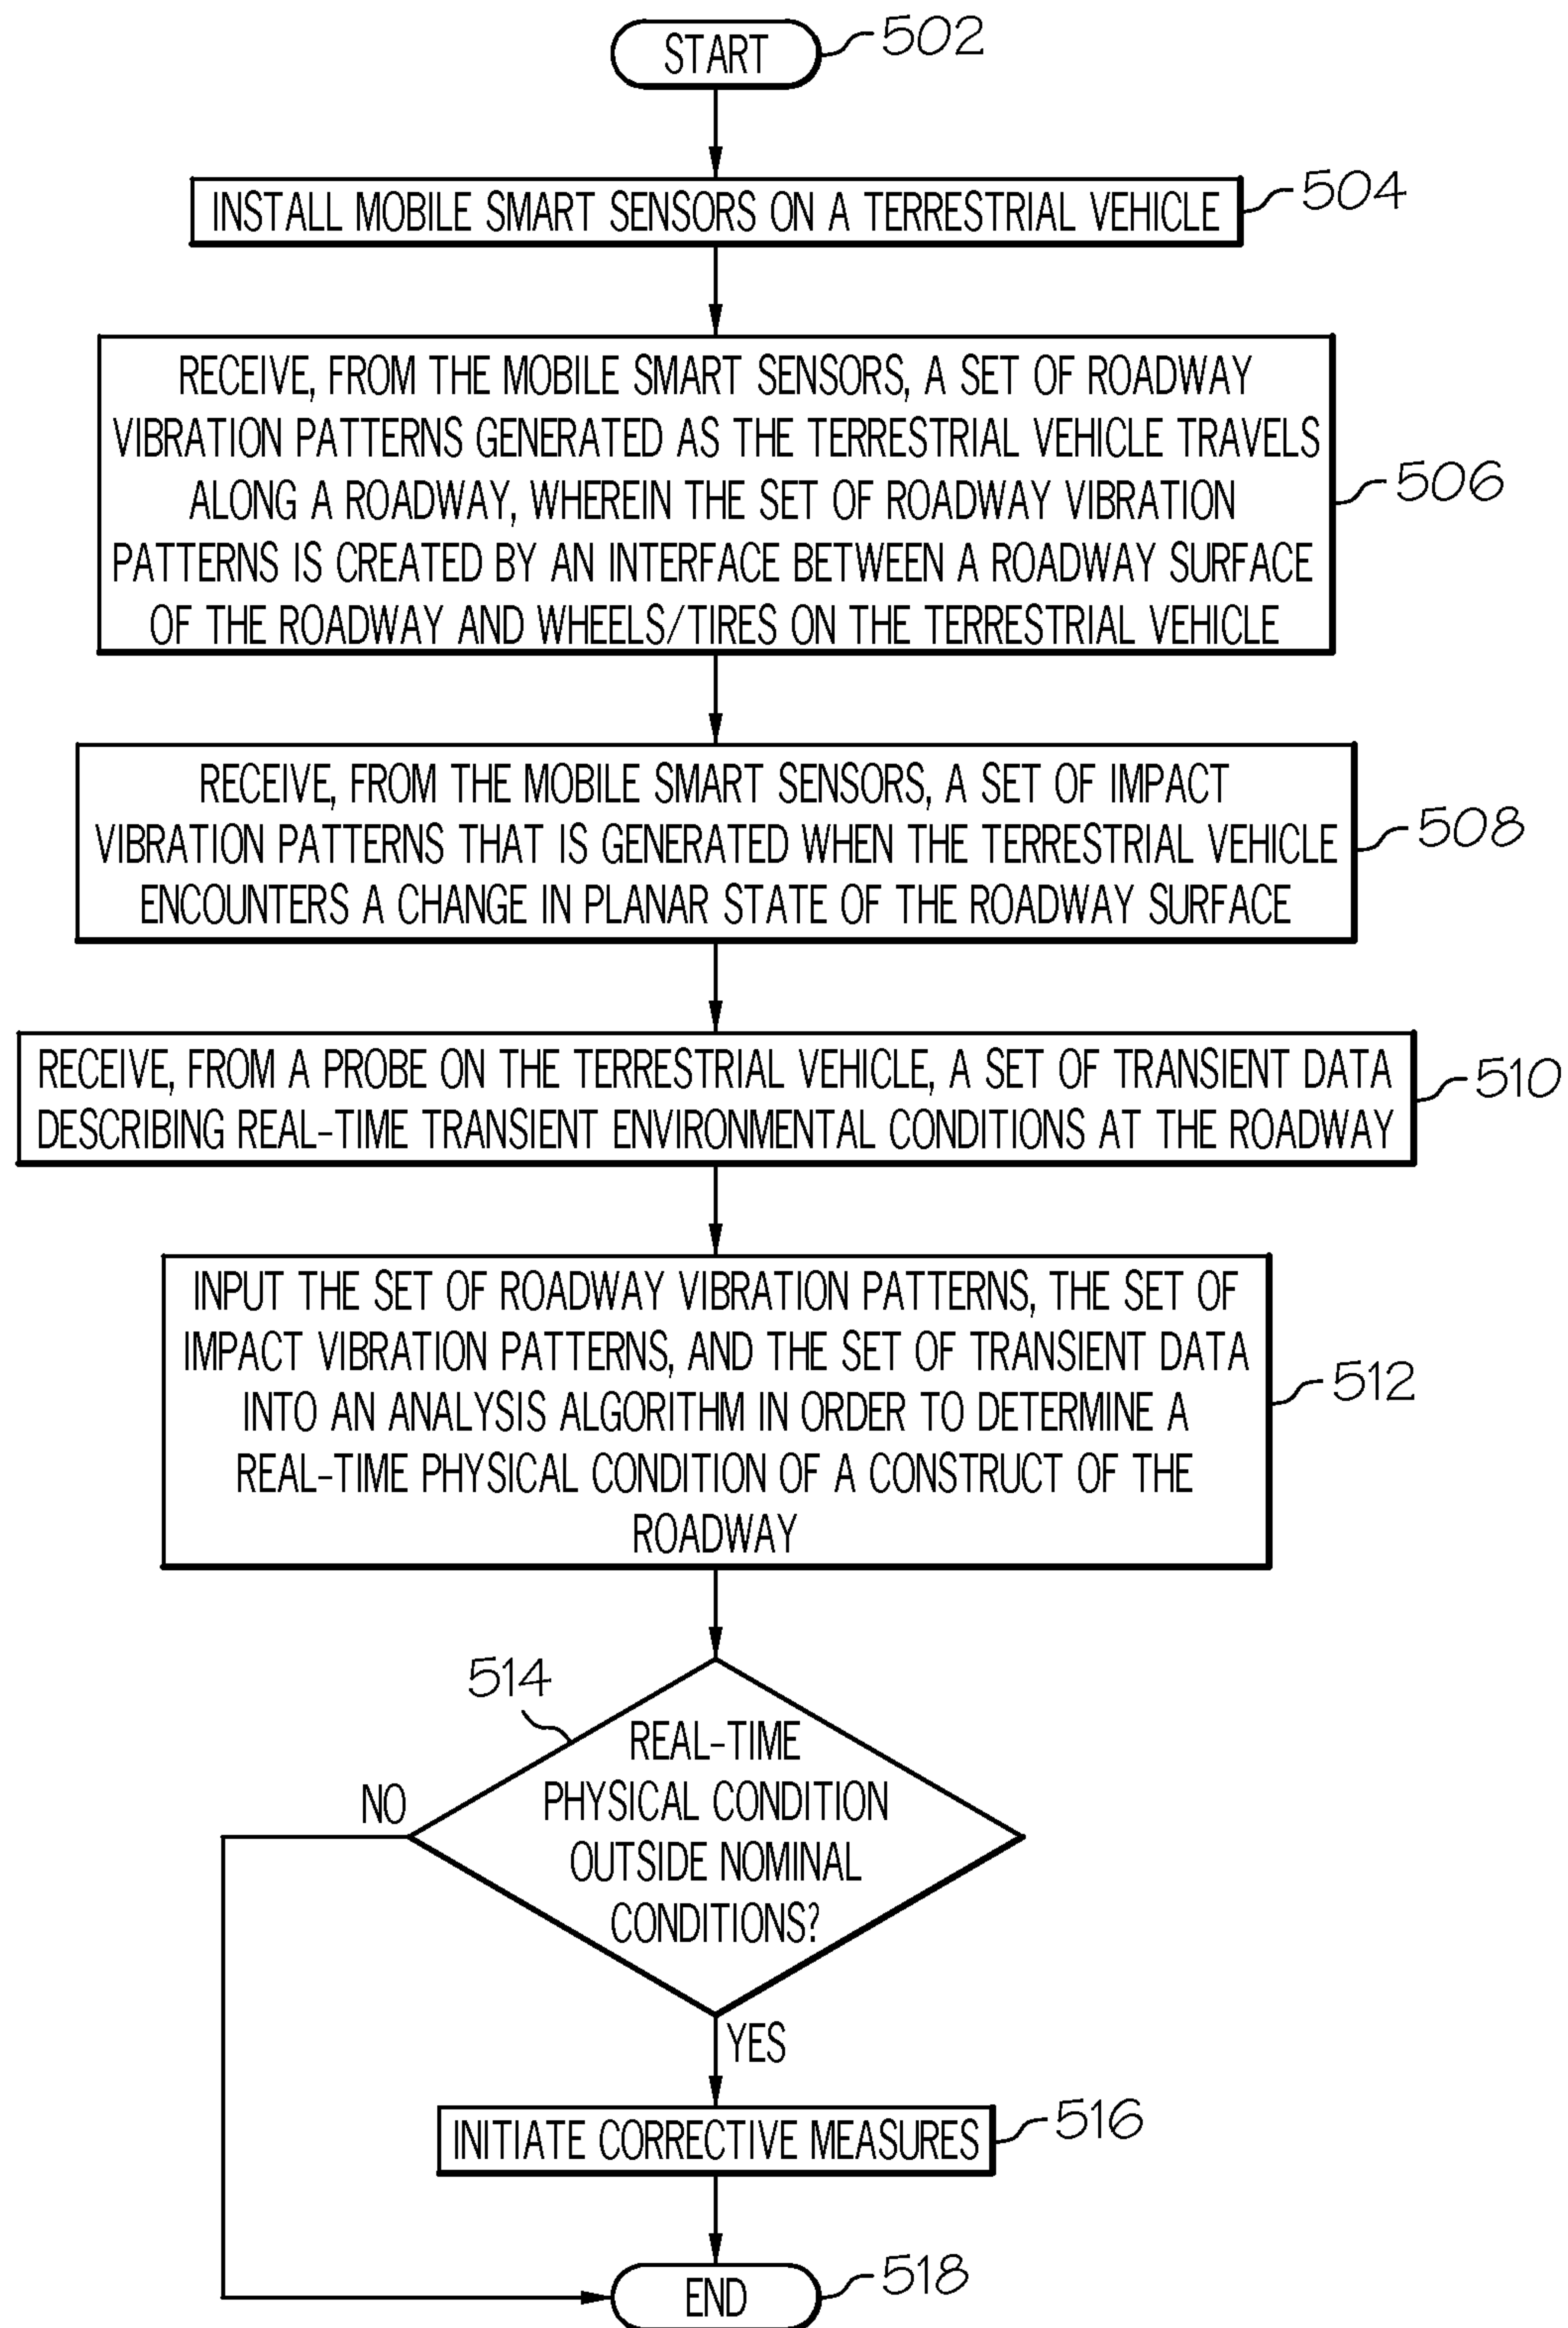 START
502
INSTALL MOBILE SMART SENSORS ON A TERRESTRIAL VEHICLE
504
RECEIVE, FROM THE MOBILE SMART SENSORS, A SET OF ROADWAY
VIBRATION PATTERNS GENERATED AS THE TERRESTRIAL VEHICLE TRAVELS
ALONG A ROADWAY, WHEREIN THE SET OF ROADWAY VIBRATION
PATTERNS IS CREATED BY AN INTERFACE BETWEEN A ROADWAY SURFACE
OF THE ROADWAY AND WHEELS/TIRES ON THE TERRESTRIAL VEHICLE
506
RECEIVE, FROM THE MOBILE SMART SENSORS, A SET OF IMPACT
VIBRATION PATTERNS THAT IS GENERATED WHEN THE TERRESTRIAL VEHICLE
ENCOUNTERS A CHANGE IN PLANAR STATE OF THE ROADWAY SURFACE
508
RECEIVE, FROM A PROBE ON THE TERRESTRIAL VEHICLE, A SET OF TRANSIENT DATA
DESCRIBING REAL-TIME TRANSIENT ENVIRONMENTAL CONDITIONS AT THE ROADWAY
510
INPUT THE SET OF ROADWAY VIBRATION PATTERNS, THE SET OF
IMPACT VIBRATION PATTERNS, AND THE SET OF TRANSIENT DATA
INTO AN ANALYSIS ALGORITHM IN ORDER TO DETERMINE A
REAL-TIME PHYSICAL CONDITION OF A CONSTRUCT OF THE
ROADWAY
512
514
REAL-TIME
PHYSICAL CONDITION
OUTSIDE NOMINAL
CONDITIONS?
NO
YES
INITIATE CORRECTIVE MEASURES
516
END
518